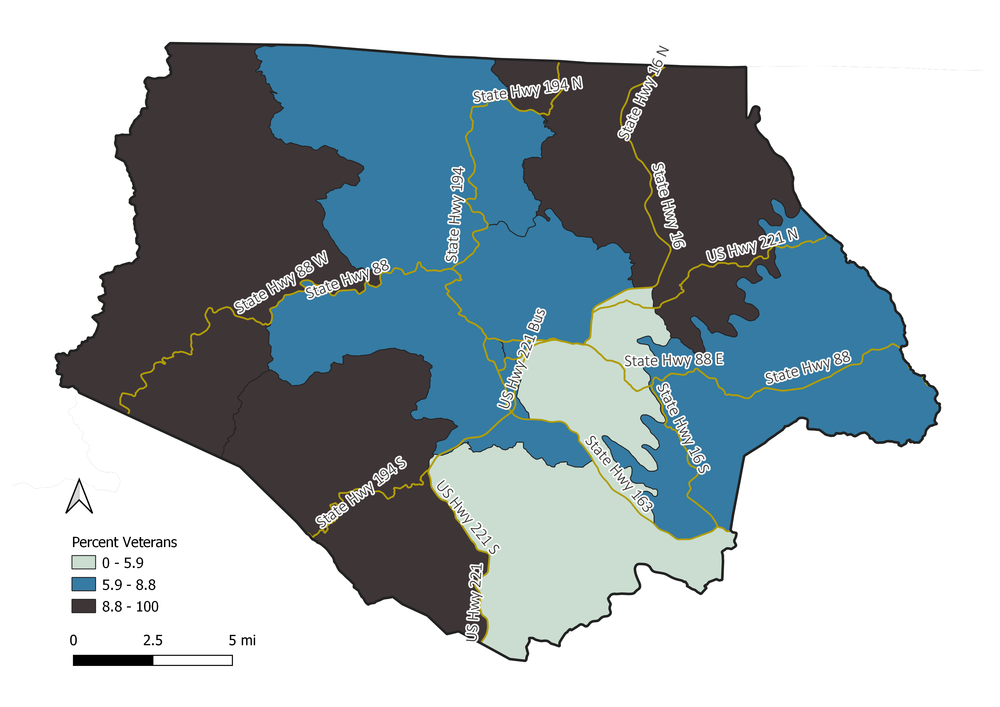 State Hwy 16 N
State Hwy 194 N
State Hwy 194
State Hwy 16
US Hwy 221 N
State Hwy 88 W
State Hwy 88
US Hwy 221 Bus
State Hwy 88 E
State Hwy 88
State Hwy 16 S
State Hwy 163
State Hwy 194 S
US Hwy 221 S
US Hwy 221
Percent Veterans
0 - 5.9
5.9 - 8.8
8.8 - 100
0 2.5 5 mi